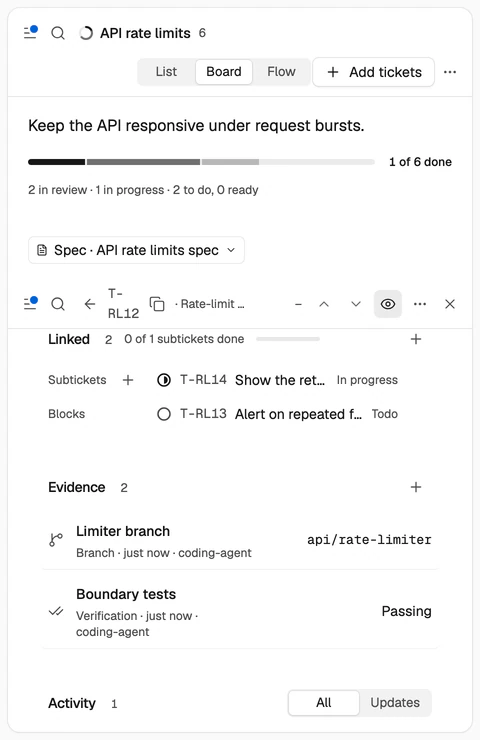 API rate limits 6
List Board Flow + Add tickets ...
Keep the API responsive under request bursts.
1 of 6 done
2 in review · 1 in progress · 2 to do, 0 ready
Spec · API rate limits spec
T-
RL12
· Rate-limit ...
Linked 2 0 of 1 subtickets done
Subtickets + T-RL14 Show the ret... In progress
Blocks T-RL13 Alert on repeated f... Todo
Evidence 2
Limiter branch
api/rate-limiter
Branch · just now · coding-agent
Boundary tests
Passing
Verification · just now ·
coding-agent
Activity 1 All Updates